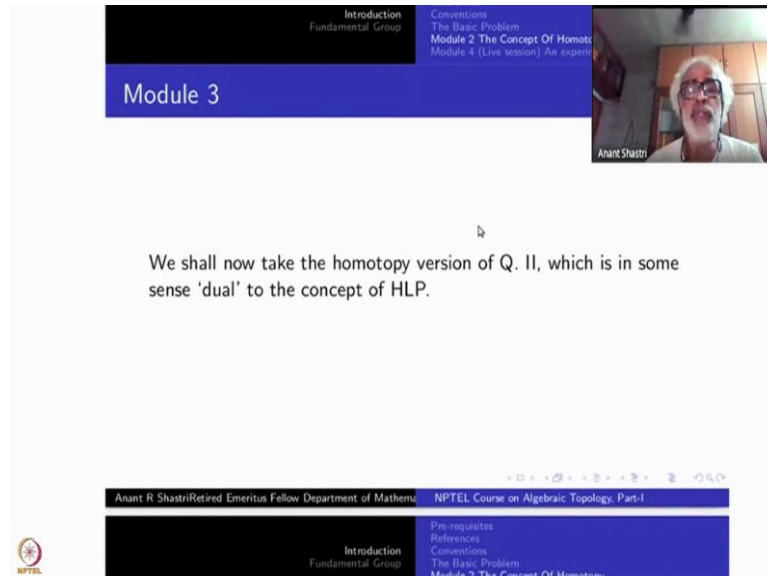 Introduction
Fundamental Group
Conventions
The Basic Problem
Module 2 The Concept Of Homoto
Module 4 (Live session) An experi
Module 3
Anant Shastri
We shall now take the homotopy version of Q. II, which is in some
sense ‘dual’ to the concept of HLP.
Anant R ShastriRetired Emeritus Fellow Department of Mathema
NPTEL Course on Algebraic Topology, Part-I
Introduction
Fundamental Group
Pre-requisites
References
Conventions
The Basic Problem
Module 2 The Concept Of Homotopy
NPTEL